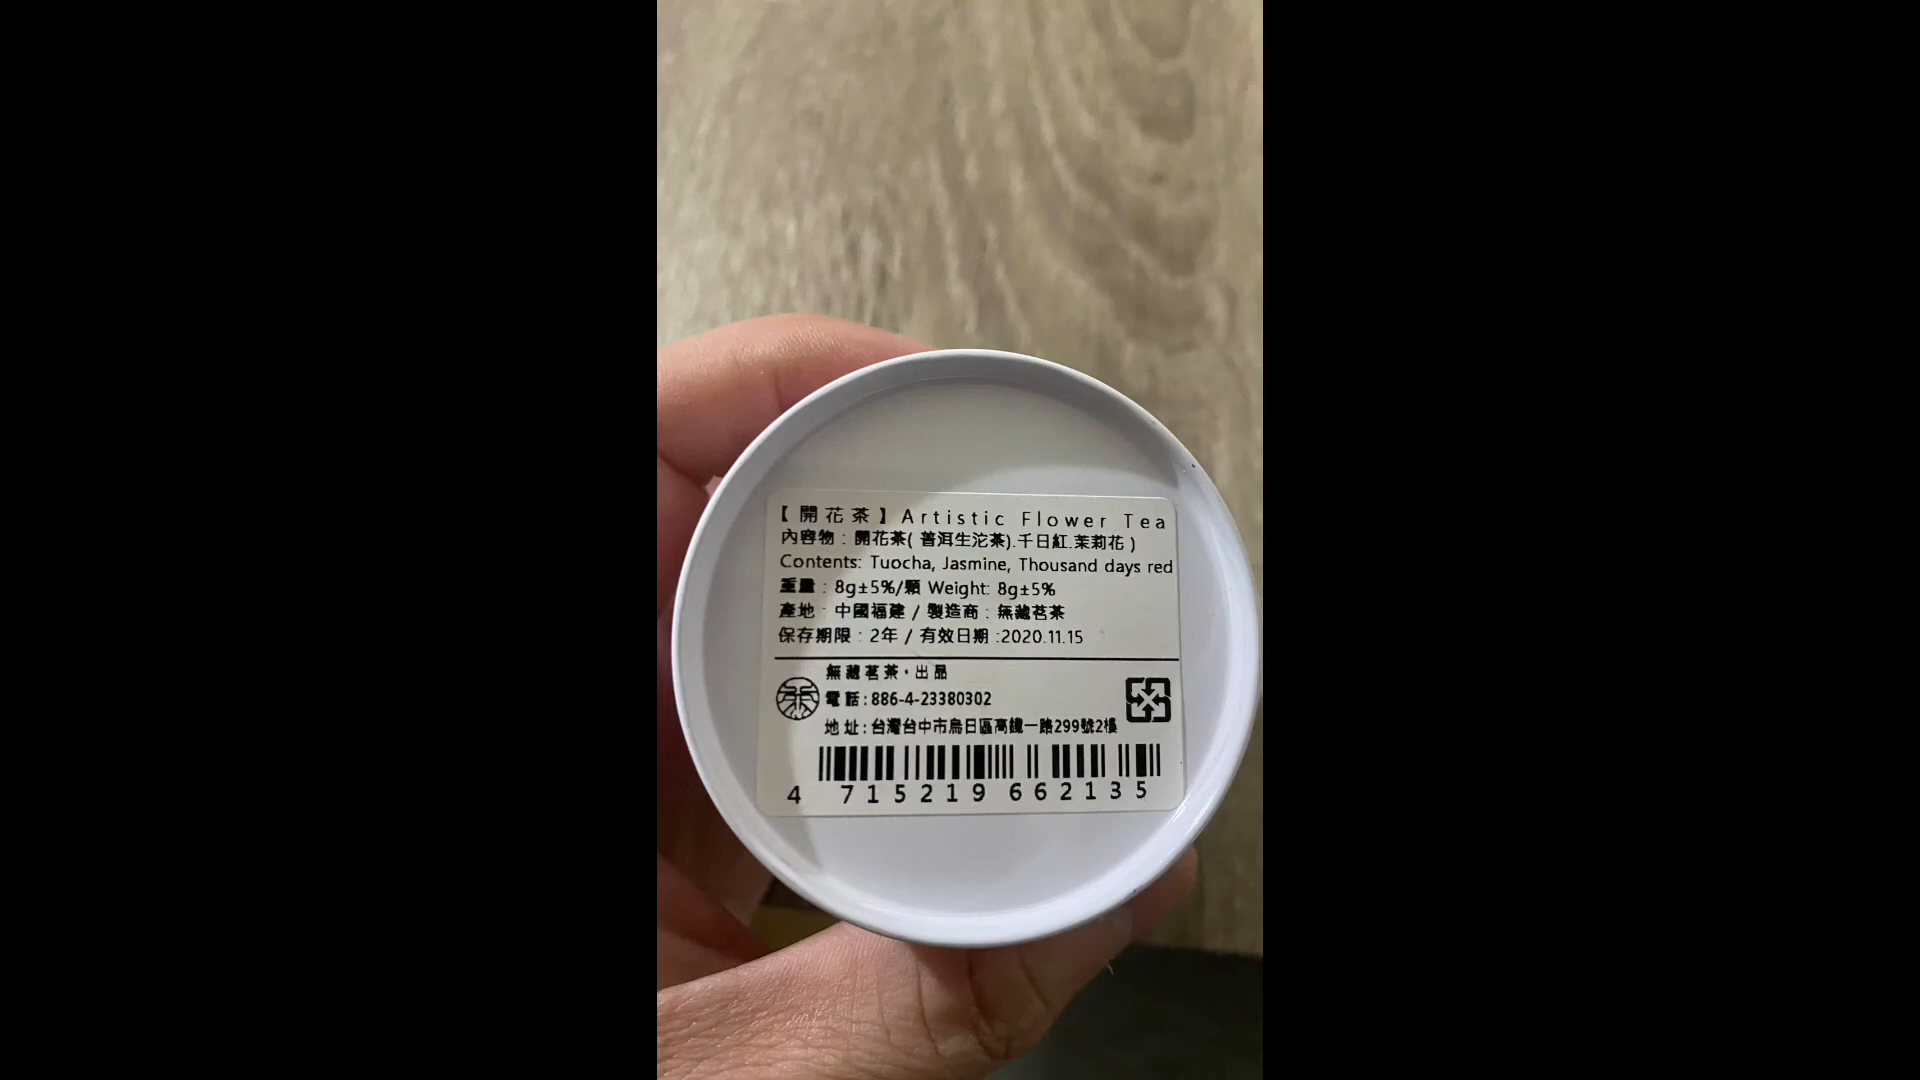 【開花茶】Artistic Flower Tea
內容物：開花茶( 普洱生沱茶).千日紅.茉莉花 )
Contents: Tuocha, Jasmine, Thousand days red
重量：8g±5%/顆 Weight: 8g±5%
產地：中國福建 / 製造商：無藏茗茶
保存期限：2年 / 有效日期:2020.11.15
無藏茗茶·出品
電話:886-4-23380302
地址:台灣台中市烏日區高鐵一路299號2樓
4 715219 662135